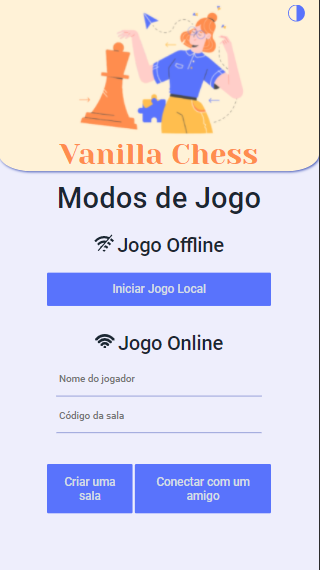 Vanilla Chess
Modos de Jogo
Jogo Offline
Iniciar Jogo Local
Jogo Online
Nome do jogador
Código da sala
Criar uma
sala
Conectar com um
amigo